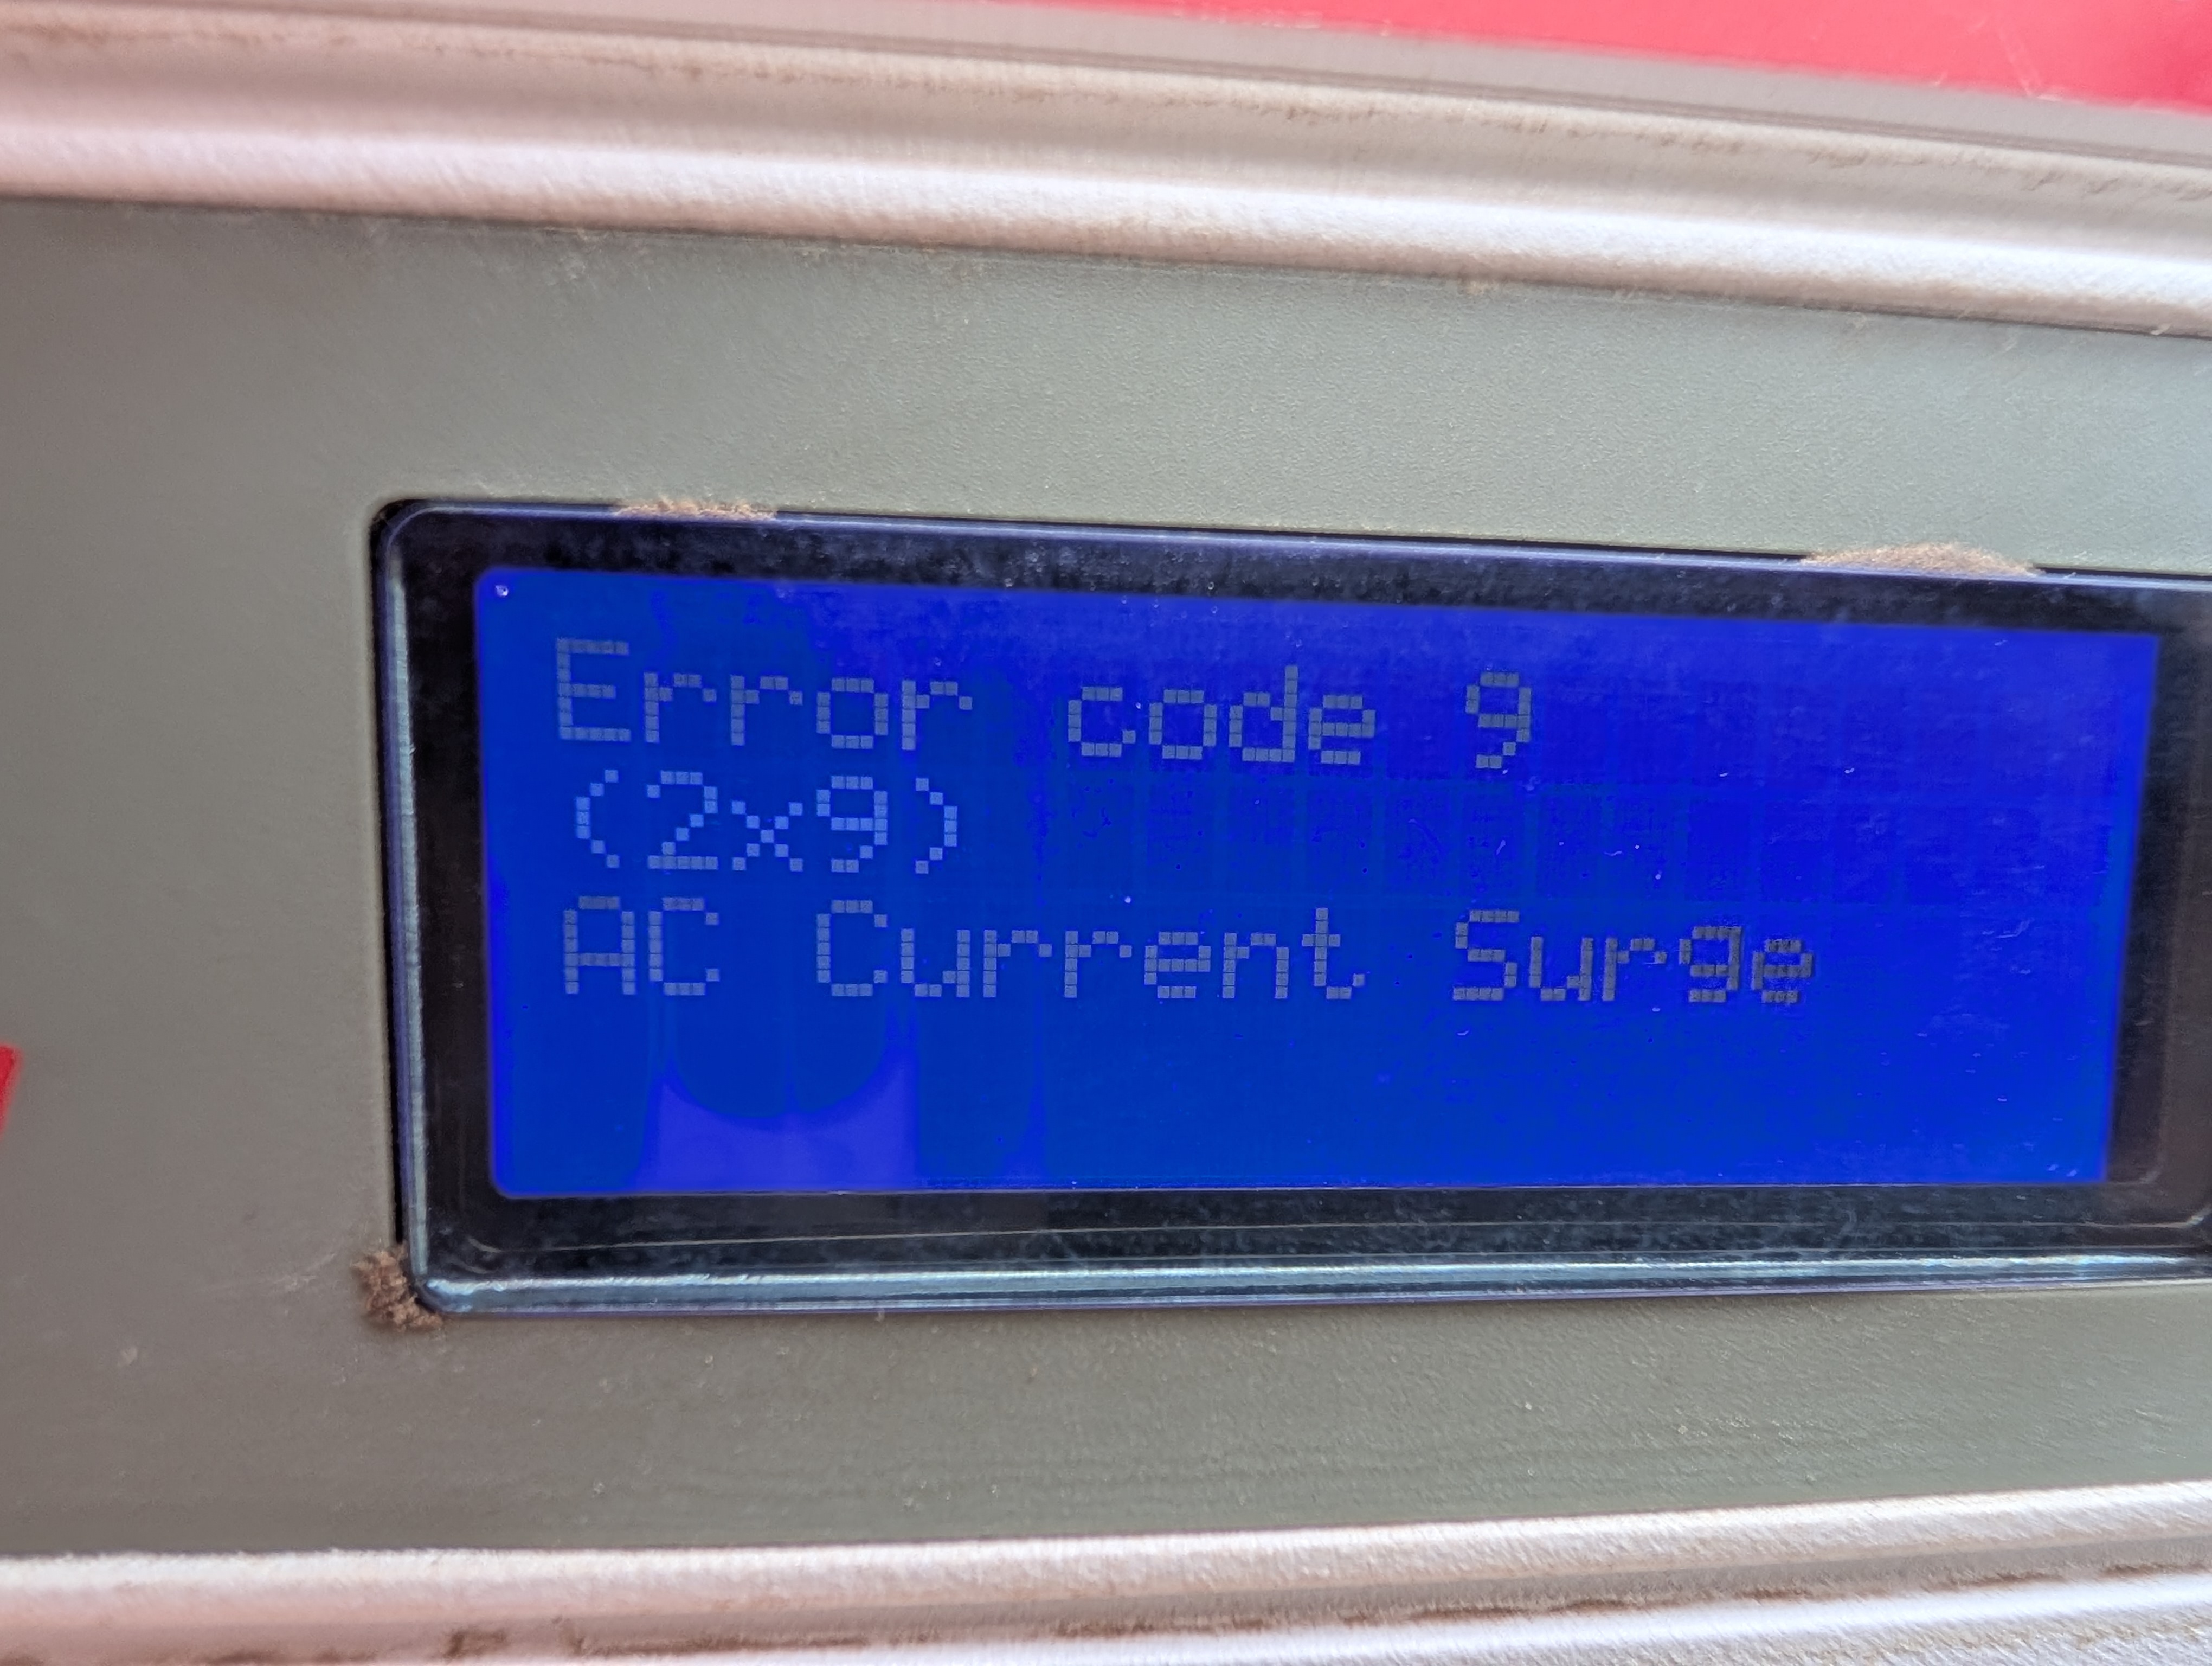 Error code 9
(2x9)
AC Current Surge